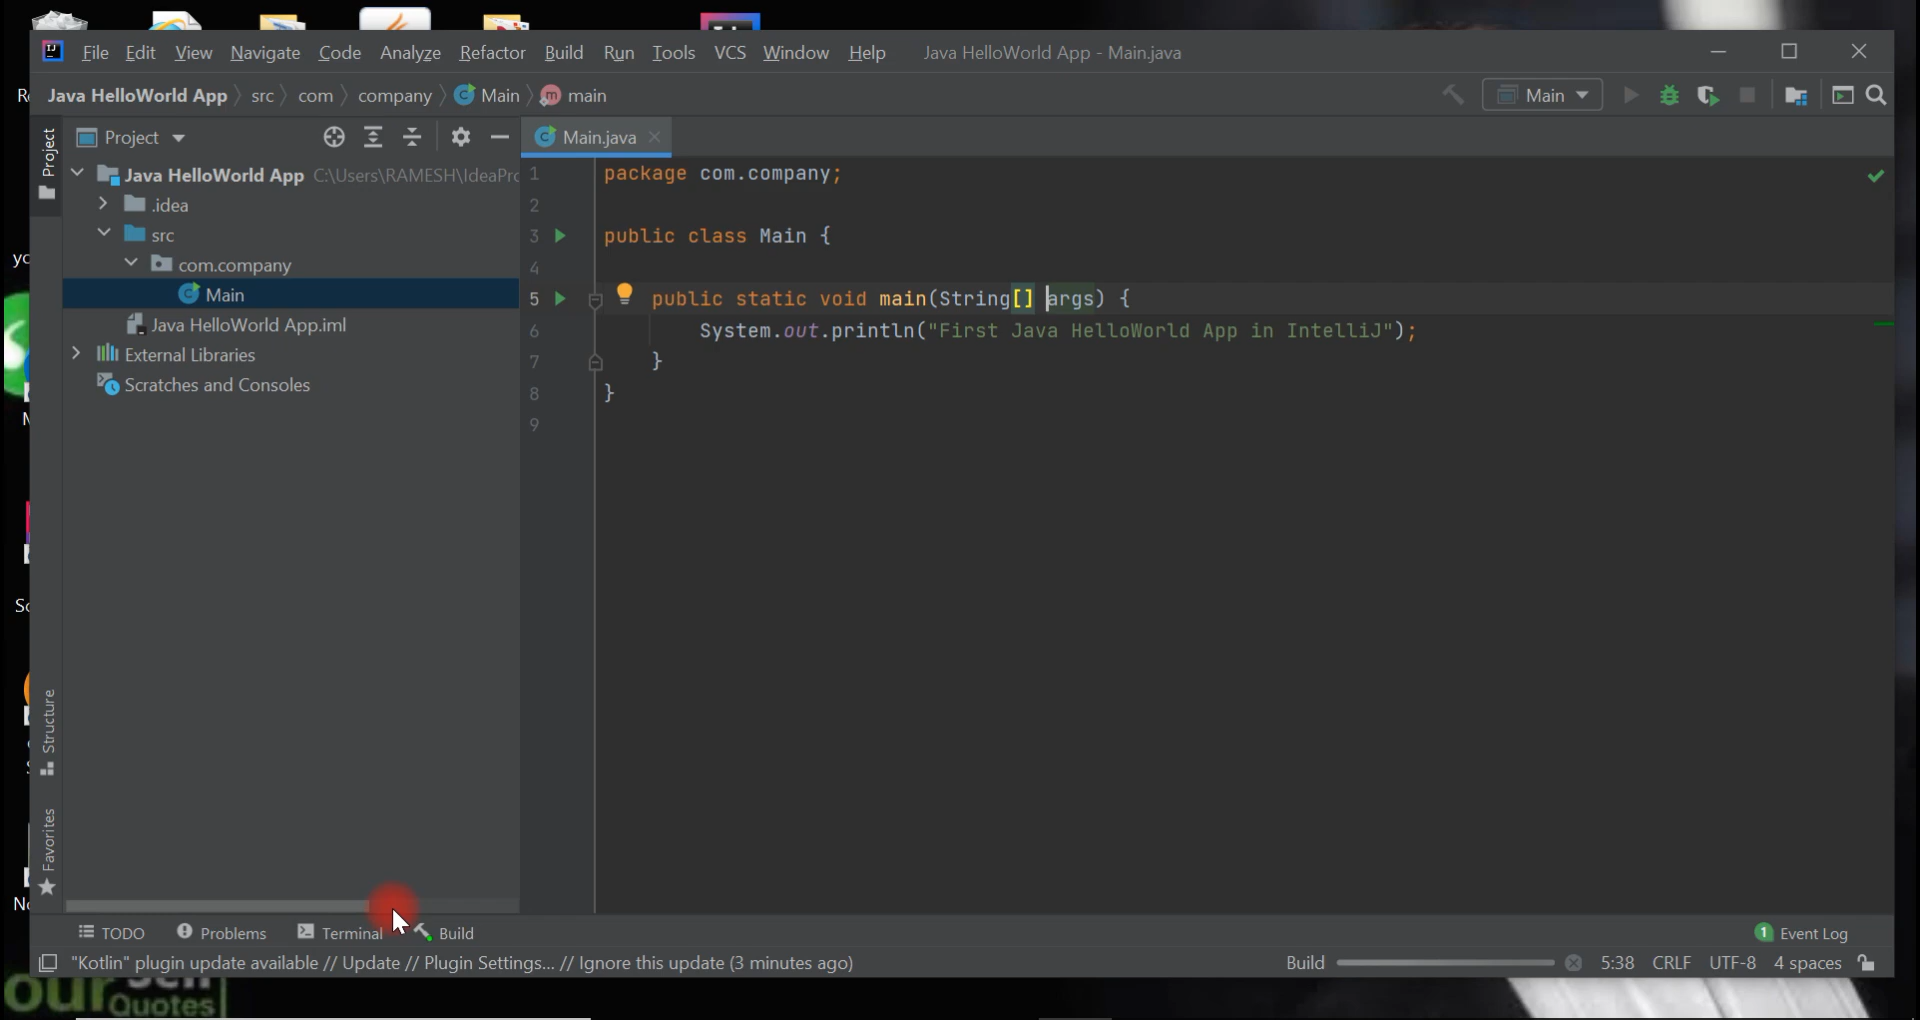 File Edit View Navigate Code Analyze Refactor Build Run Tools VCS Window Help Java HelloWorld App - Main.java
Java HelloWorld App src com company Main main Main
Project
Project
Main.java
Java HelloWorld App C:\Users\RAMESH\IdeaPro
.idea
src
com.company
Main
Java HelloWorld App.iml
External Libraries
Scratches and Consoles
1 package com.company;
2
3 public class Main {
4
5 public static void main(String[] args) {
6 System.out.println("First Java HelloWorld App in IntelliJ");
7 }
8 }
9
Structure
Favorites
TODO Problems Terminal Build 1 Event Log
"Kotlin" plugin update available // Update // Plugin Settings... // Ignore this update (3 minutes ago) Build 5:38 CRLF UTF-8 4 spaces
Quotes